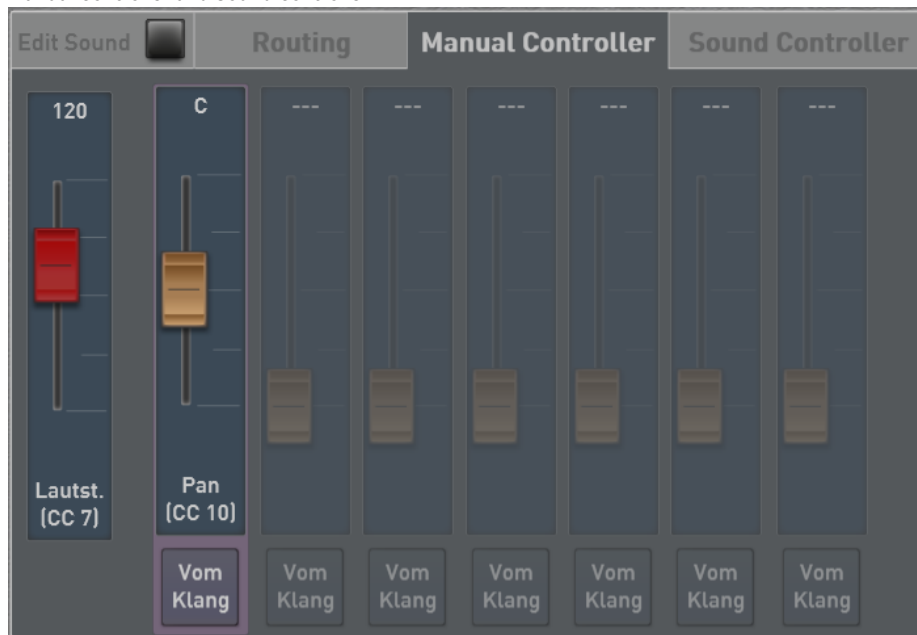 Edit Sound
Routing
Manual Controller
Sound Controller
120
C
---
---
---
---
---
---
Lautst.
(CC 7)
Pan
(CC 10)
Vom
Klang
Vom
Klang
Vom
Klang
Vom
Klang
Vom
Klang
Vom
Klang
Vom
Klang